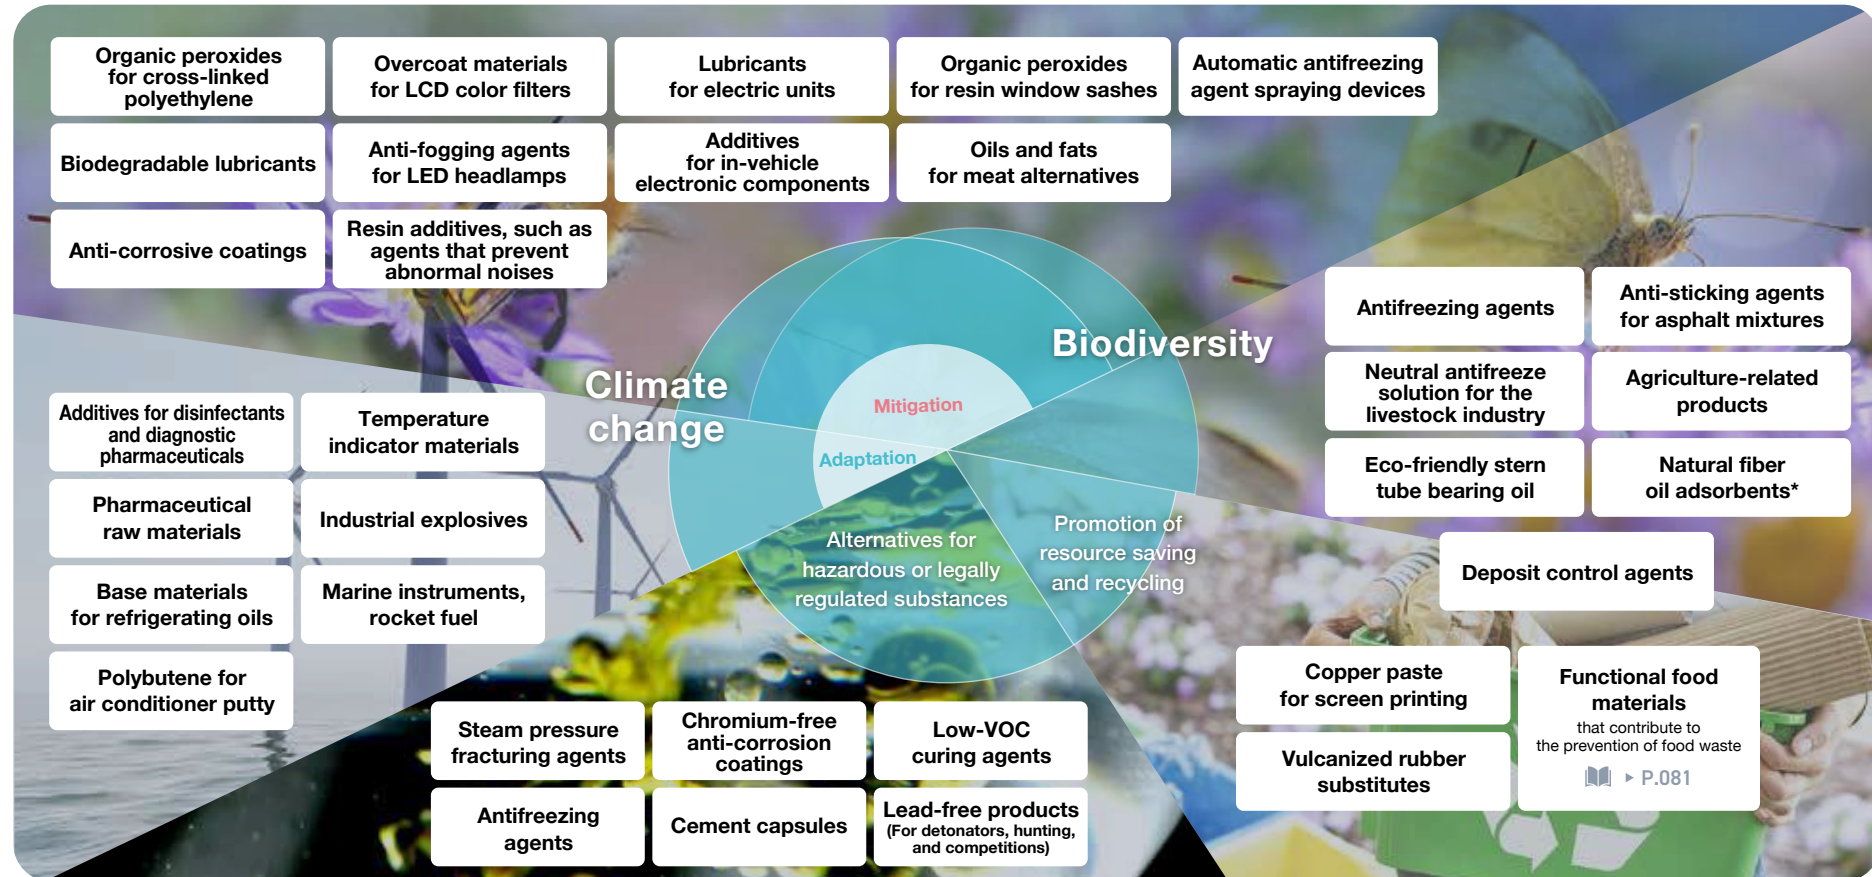 Organic peroxides
for cross-linked
polyethylene
Overcoat materials
for LCD color filters
Lubricants
for electric units
Organic peroxides
for resin window sashes
Automatic antifreezing
agent spraying devices
Biodegradable lubricants
Anti-fogging agents
for LED headlamps
Additives
for in-vehicle
electronic components
Oils and fats
for meat alternatives
Anti-corrosive coatings
Resin additives, such as
agents that prevent
abnormal noises
Climate
change
Biodiversity
Mitigation
Adaptation
Alternatives for
hazardous or legally
regulated substances
Promotion of
resource saving
and recycling
Antifreezing agents
Anti-sticking agents
for asphalt mixtures
Neutral antifreeze
solution for the
livestock industry
Agriculture-related
products
Eco-friendly stern
tube bearing oil
Natural fiber
oil adsorbents*
Additives for disinfectants
and diagnostic
pharmaceuticals
Temperature
indicator materials
Pharmaceutical
raw materials
Industrial explosives
Base materials
for refrigerating oils
Marine instruments,
rocket fuel
Polybutene for
air conditioner putty
Deposit control agents
Copper paste
for screen printing
Functional food
materials
that contribute to
the prevention of food waste
P.081
Vulcanized rubber
substitutes
Steam pressure
fracturing agents
Chromium-free
anti-corrosion
coatings
Low-VOC
curing agents
Antifreezing
agents
Cement capsules
Lead-free products
(For detonators, hunting,
and competitions)